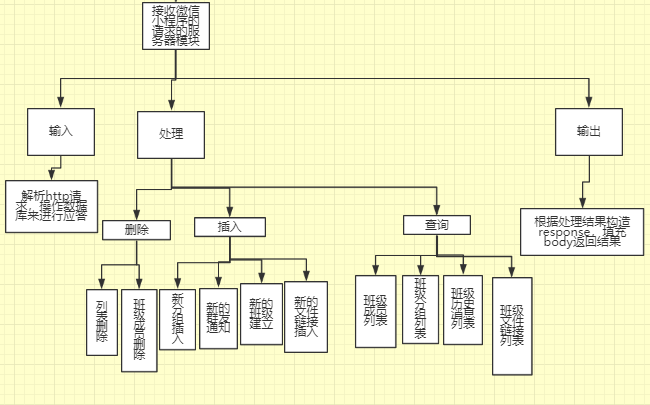 接收微信
小程序的
请求的服
务器模块
输入
处理
输出
解析http请
求，操作数据
库来进行应答
根据处理结果构造
response，填充
body返回结果
删除
插入
查询
列表
删除
班级
成员
删除
新
分组
插入
新的
群发
通知
新的
班级
建立
新的
文件
链接
插入
班级
成员
列表
班
级
分组
列
表
班级
历史
消息
列表
班级
文件
链接
列表